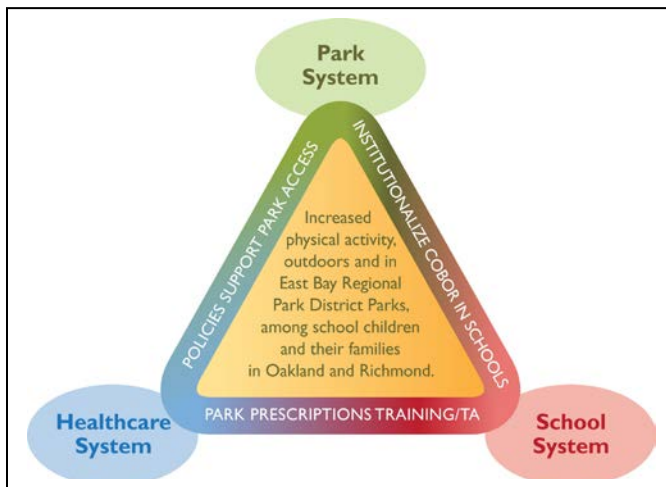 Park
System
POLICIES SUPPORT PARK ACCESS
INSTITUTIONALIZE COBOR IN SCHOOLS
Increased
physical activity,
outdoors and in
East Bay Regional
Park District Parks,
among school children
and their families
in Oakland and Richmond.
PARK PRESCRIPTIONS TRAINING/TA
Healthcare
System
School
System